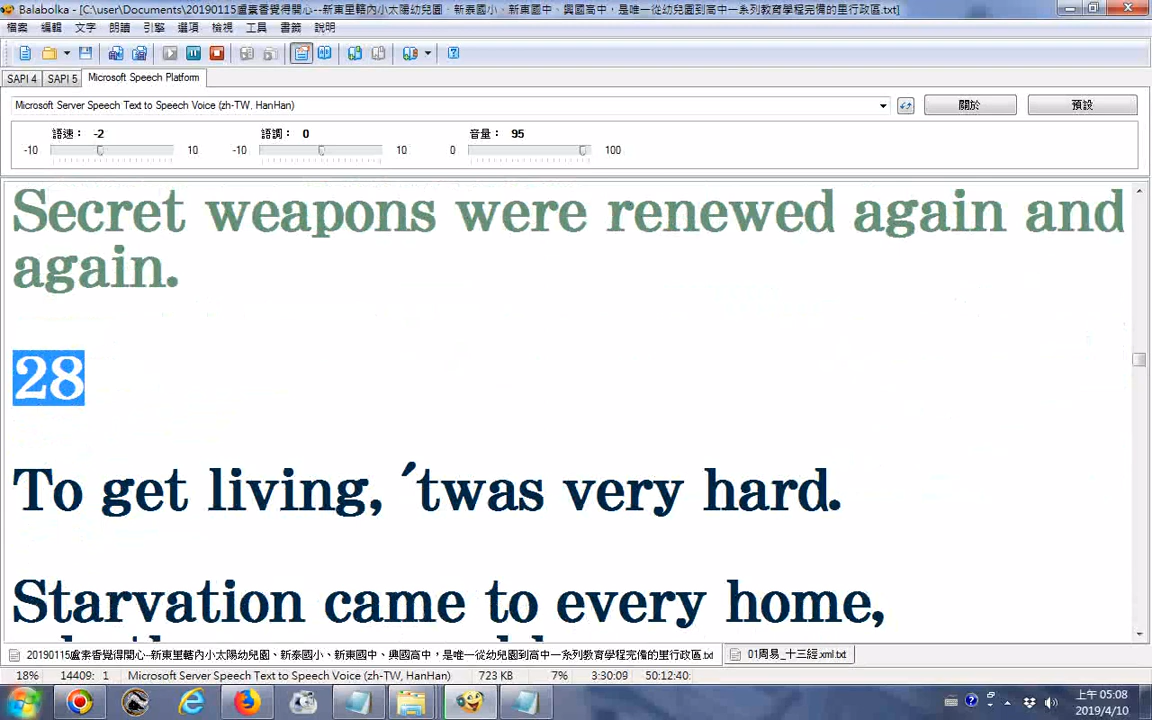 Balabolka - [C:\user\Documents\20190115盧素香覺得開心--新東里轄內小太陽幼兒園、新泰國小、新東國中、興國高中，是唯一從幼兒園到高中一系列教育學程完備的里行政區.txt]
檔案 編輯 文字 朗讀 引擎 選項 檢視 工具 書籤 說明
SAPI 4 SAPI 5 Microsoft Speech Platform
Microsoft Server Speech Text to Speech Voice (zh-TW, HanHan) 關於 預設
語速： -2 語調： 0 音量： 95
-10 10 -10 10 0 100
Secret weapons were renewed again and
again.
28
To get living, ´twas very hard.
Starvation came to every home,
20190115盧素香覺得開心--新東里轄內小太陽幼兒園、新泰國小、新東國中、興國高中，是唯一從幼兒園到高中一系列教育學程完備的里行政區.txt 01周易_十三經.xml.txt
18% 14409: 1 Microsoft Server Speech Text to Speech Voice (zh-TW, HanHan) 723 KB 7% 3:30:09 50:12:40:
上午 05:08
2019/4/10